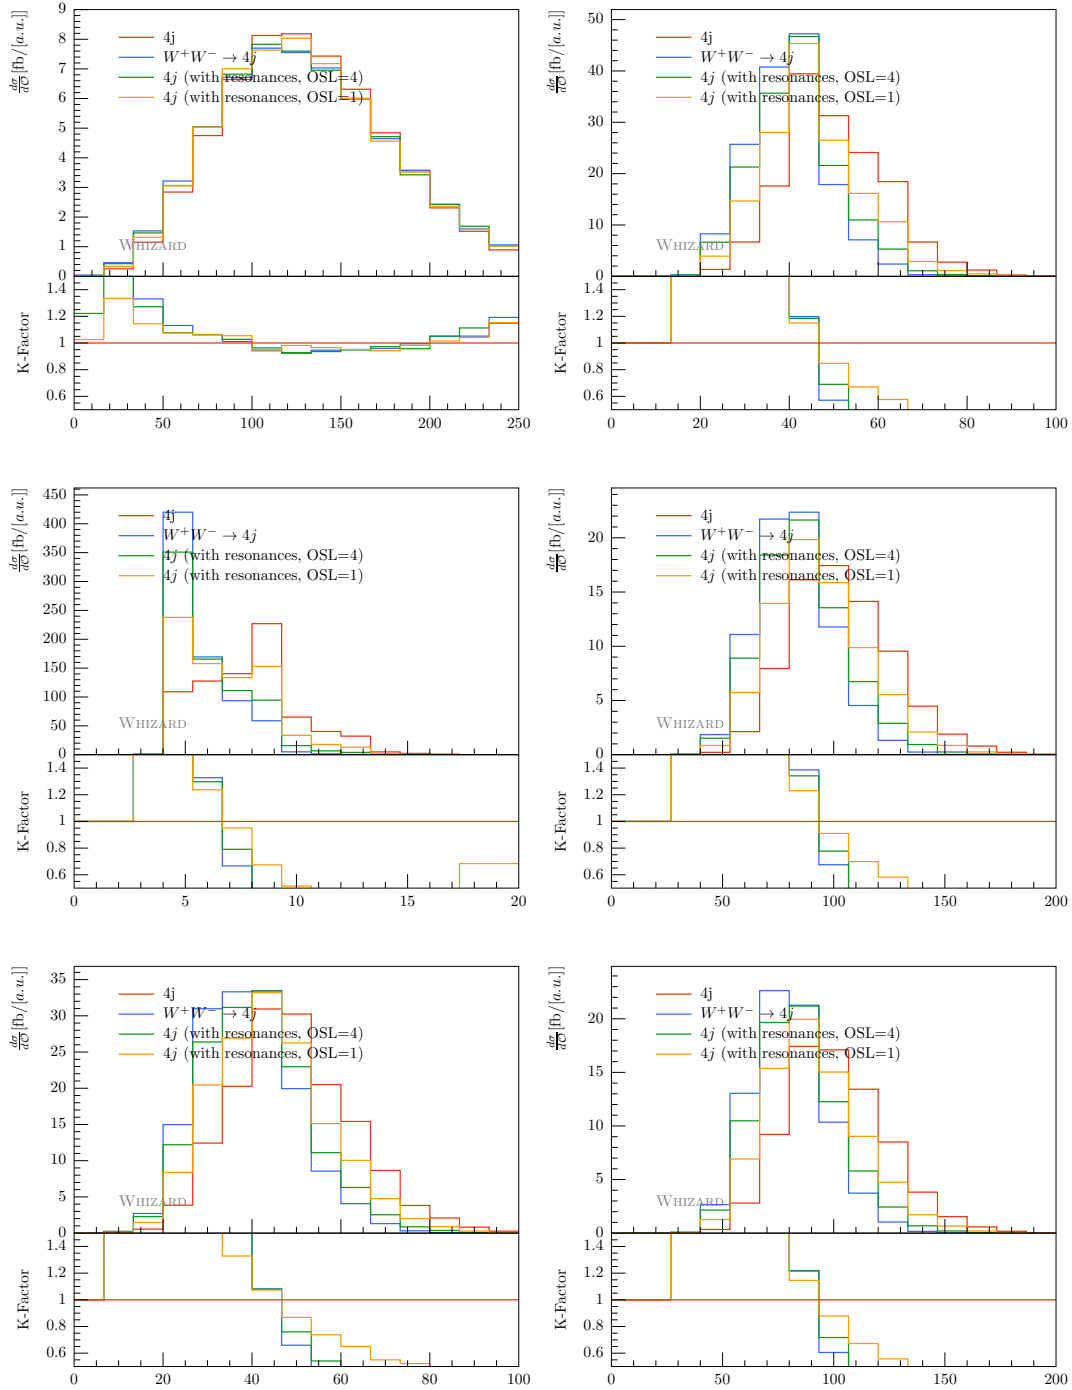 dσ/dO [fb/[a.u.]]
9
8
7
6
5
4
3
2
1
0
4j
W⁺W⁻ → 4j
4j (with resonances, OSL=4)
4j (with resonances, OSL=1)
WHIZARD
K-Factor
1.4
1.2
1
0.8
0.6
0 50 100 150 200 250
dσ/dO [fb/[a.u.]]
50
40
30
20
10
0
4j
W⁺W⁻ → 4j
4j (with resonances, OSL=4)
4j (with resonances, OSL=1)
WHIZARD
K-Factor
1.4
1.2
1
0.8
0.6
0 20 40 60 80 100
dσ/dO [fb/[a.u.]]
450
400
350
300
250
200
150
100
50
0
4j
W⁺W⁻ → 4j
4j (with resonances, OSL=4)
4j (with resonances, OSL=1)
WHIZARD
K-Factor
1.4
1.2
1
0.8
0.6
0 5 10 15 20
dσ/dO [fb/[a.u.]]
20
15
10
5
0
4j
W⁺W⁻ → 4j
4j (with resonances, OSL=4)
4j (with resonances, OSL=1)
WHIZARD
K-Factor
1.4
1.2
1
0.8
0.6
0 50 100 150 200
dσ/dO [fb/[a.u.]]
35
30
25
20
15
10
5
0
4j
W⁺W⁻ → 4j
4j (with resonances, OSL=4)
4j (with resonances, OSL=1)
WHIZARD
K-Factor
1.4
1.2
1
0.8
0.6
0 20 40 60 80 100
dσ/dO [fb/[a.u.]]
20
15
10
5
0
4j
W⁺W⁻ → 4j
4j (with resonances, OSL=4)
4j (with resonances, OSL=1)
WHIZARD
K-Factor
1.4
1.2
1
0.8
0.6
0 50 100 150 200